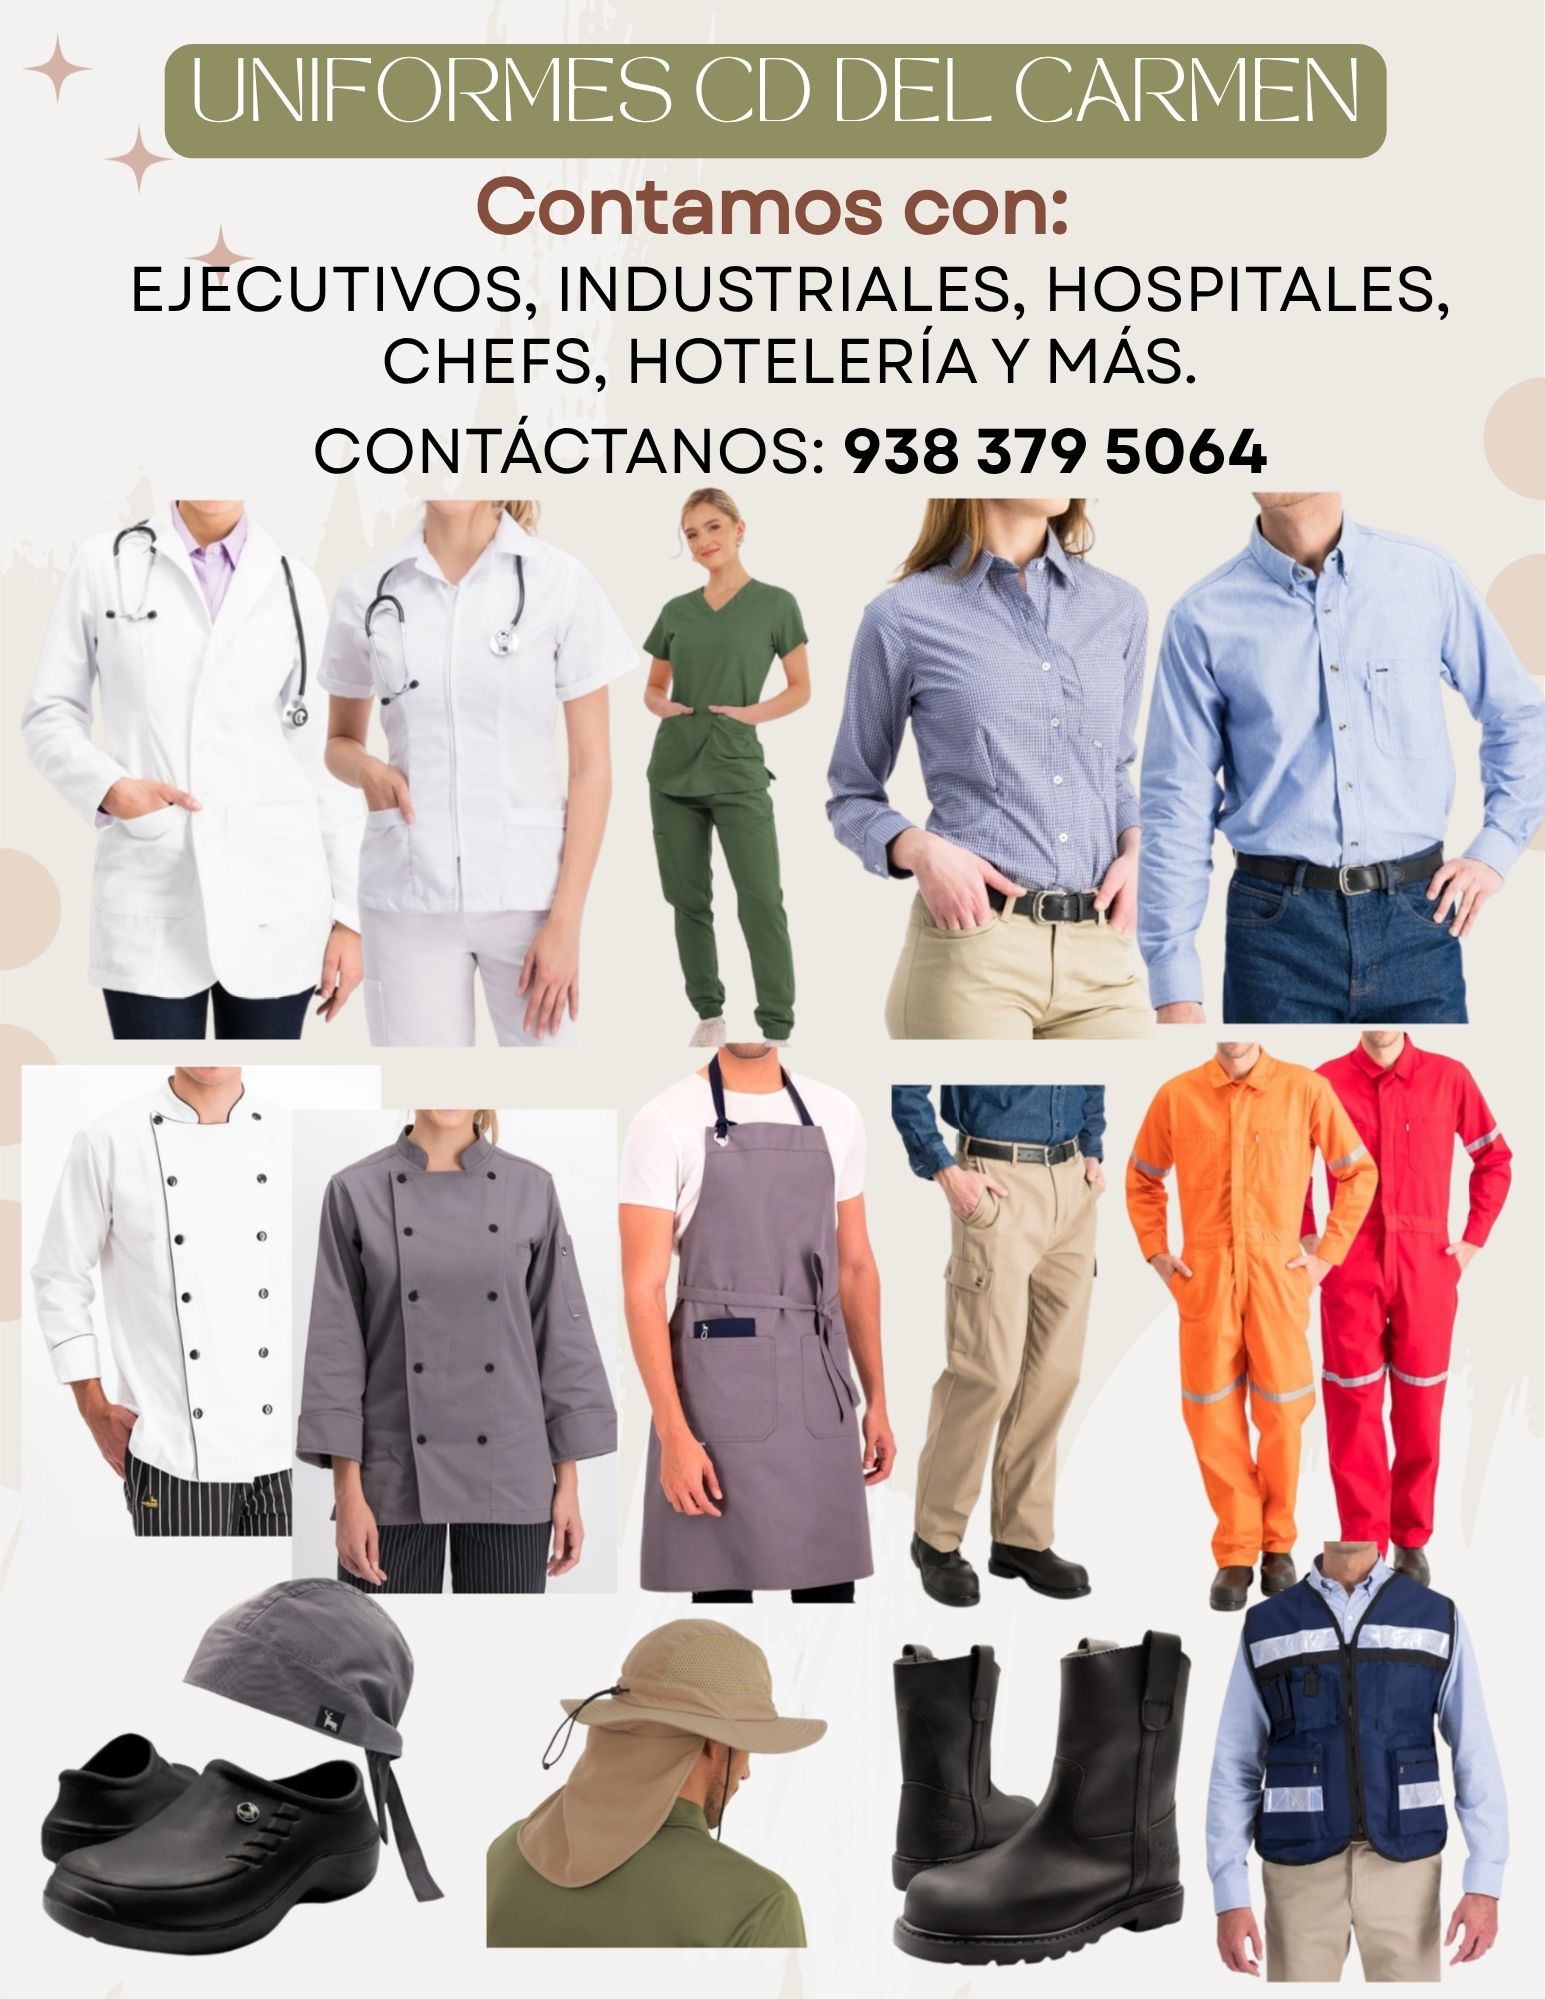 UNIFORMES CD DEL CARMEN
Contamos con:
EJECUTIVOS, INDUSTRIALES, HOSPITALES,
CHEFS, HOTELERÍA Y MÁS.
CONTÁCTANOS: 938 379 5064